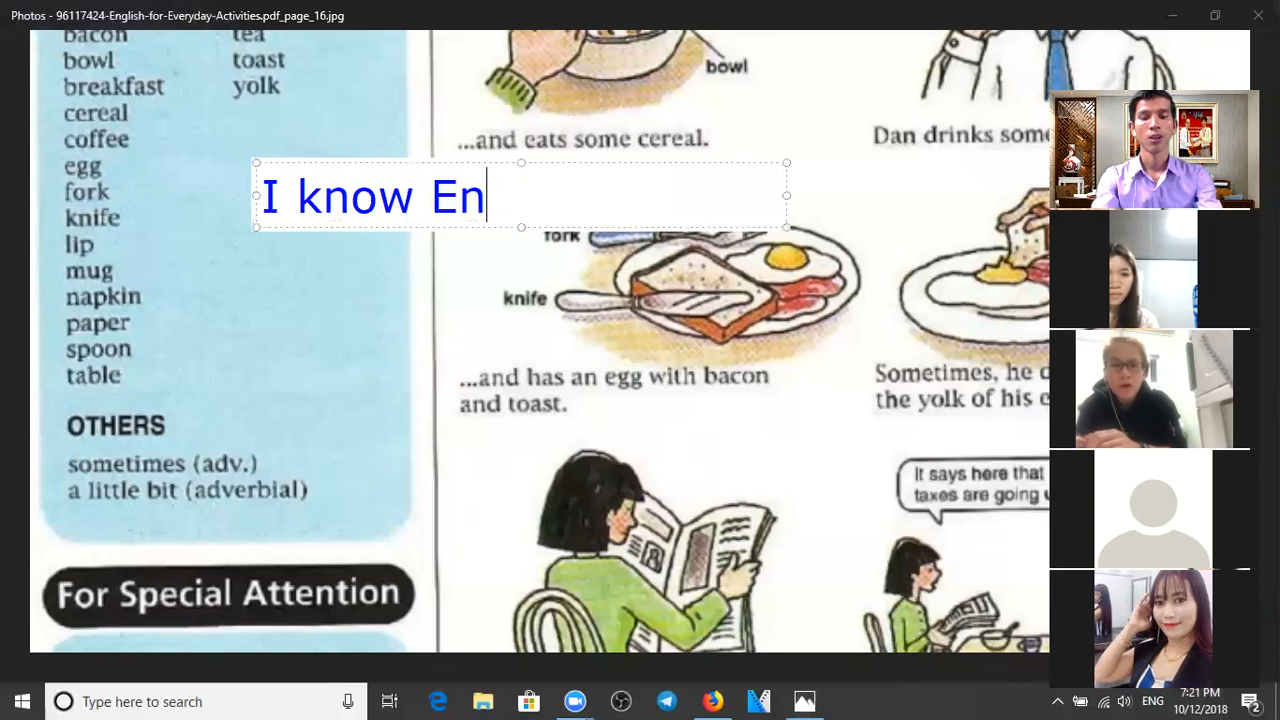 Photos - 96117424-English-for-Everyday-Activities.pdf_page_16.jpg
bacon tea
bowl toast
breakfast yolk
cereal
coffee
egg
fork
knife
lip
mug
napkin
paper
spoon
table
OTHERS
sometimes (adv.)
a little bit (adverbial)
For Special Attention
bowl
...and eats some cereal.
Dan drinks some
I know En
fork
knife
...and has an egg with bacon
and toast.
Sometimes, he d
the yolk of his e
It says here that
taxes are going u
Type here to search
ENG
7:21 PM
10/12/2018
2